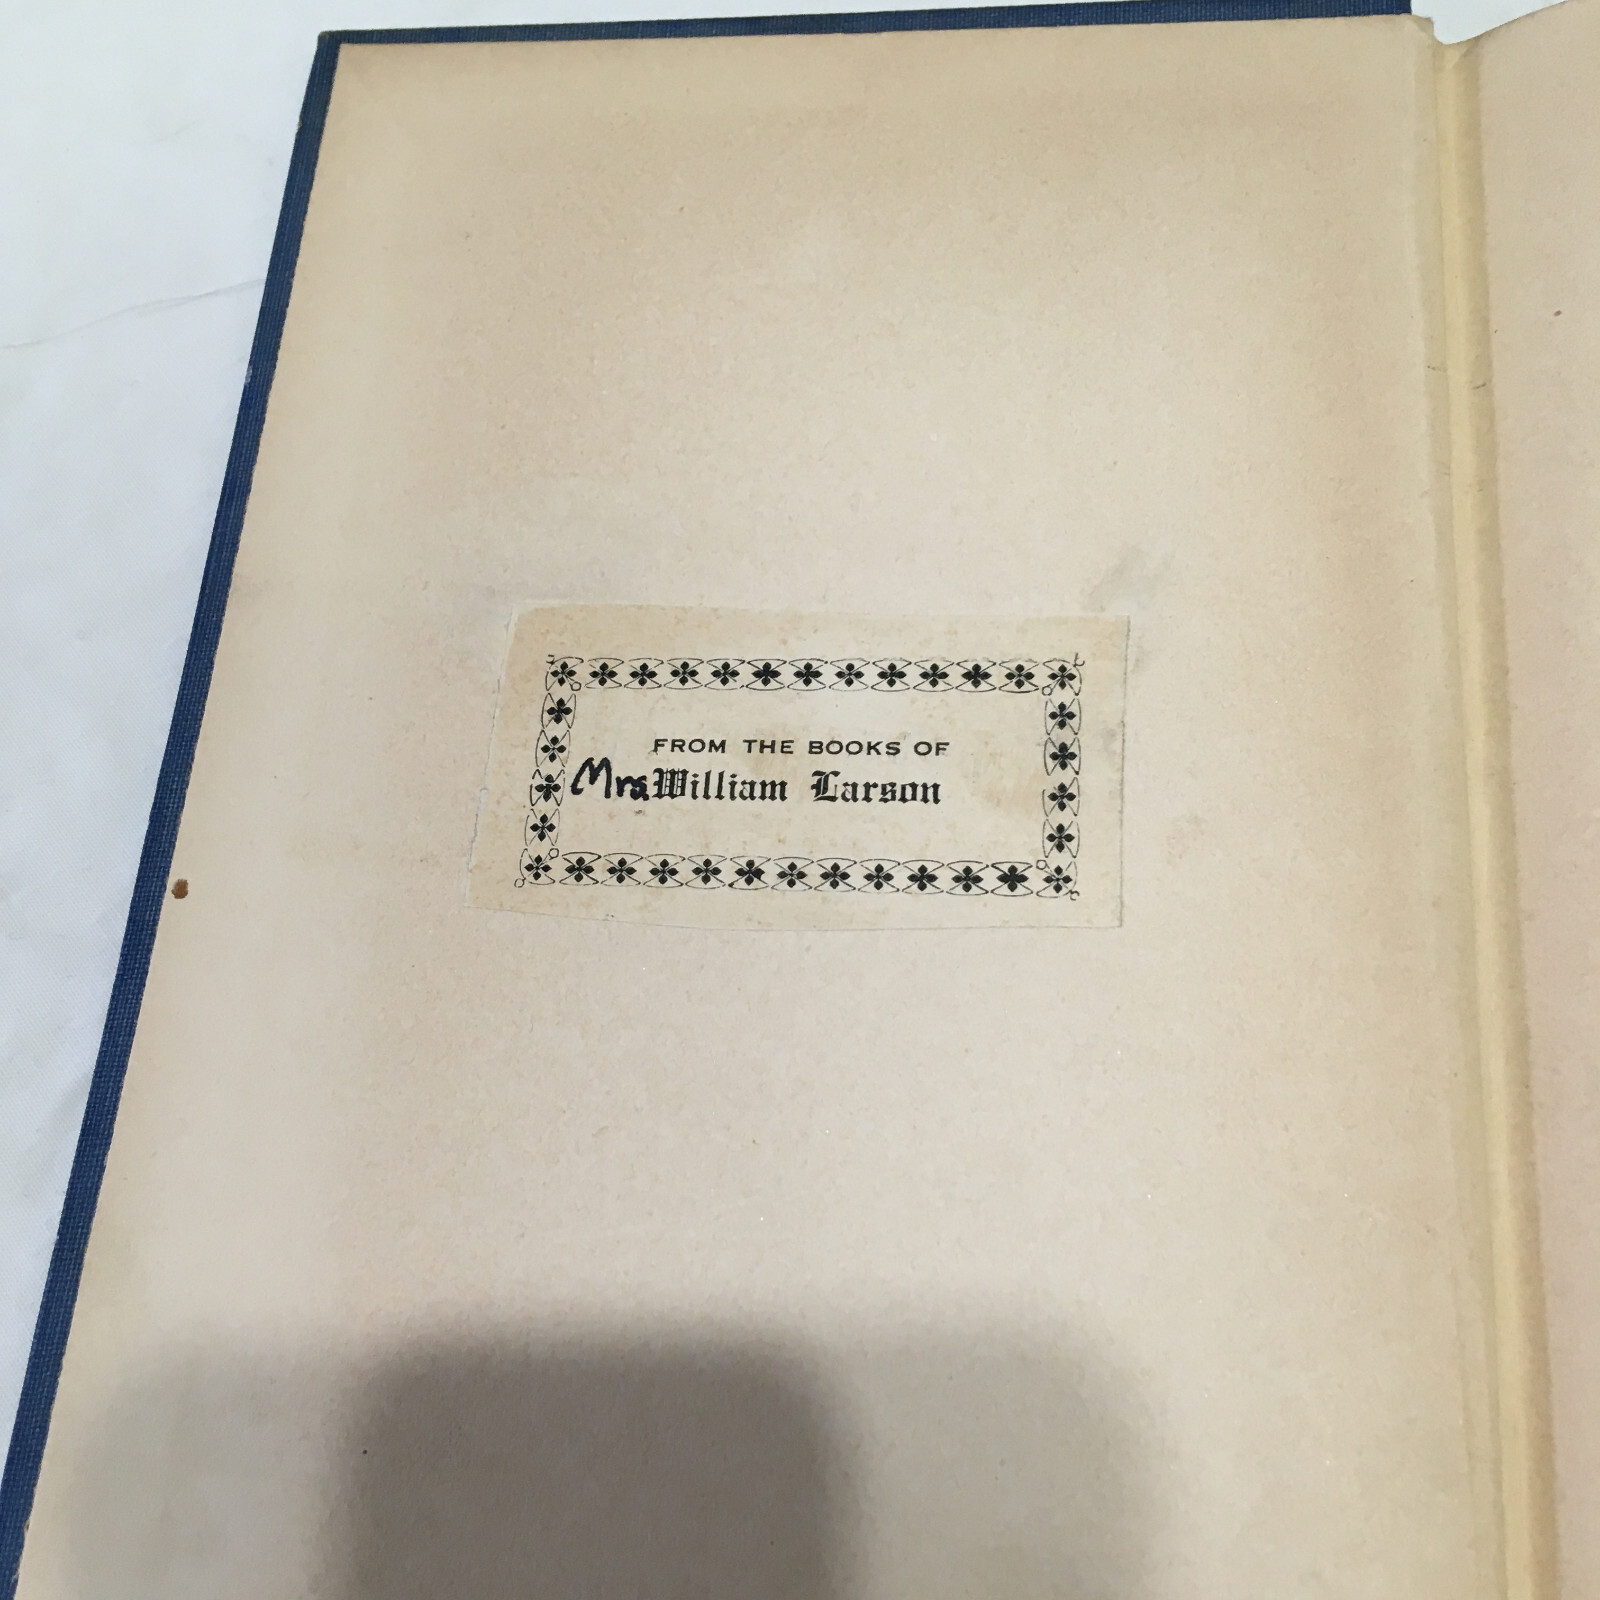 FROM THE BOOKS OF
Mrs. William Larson